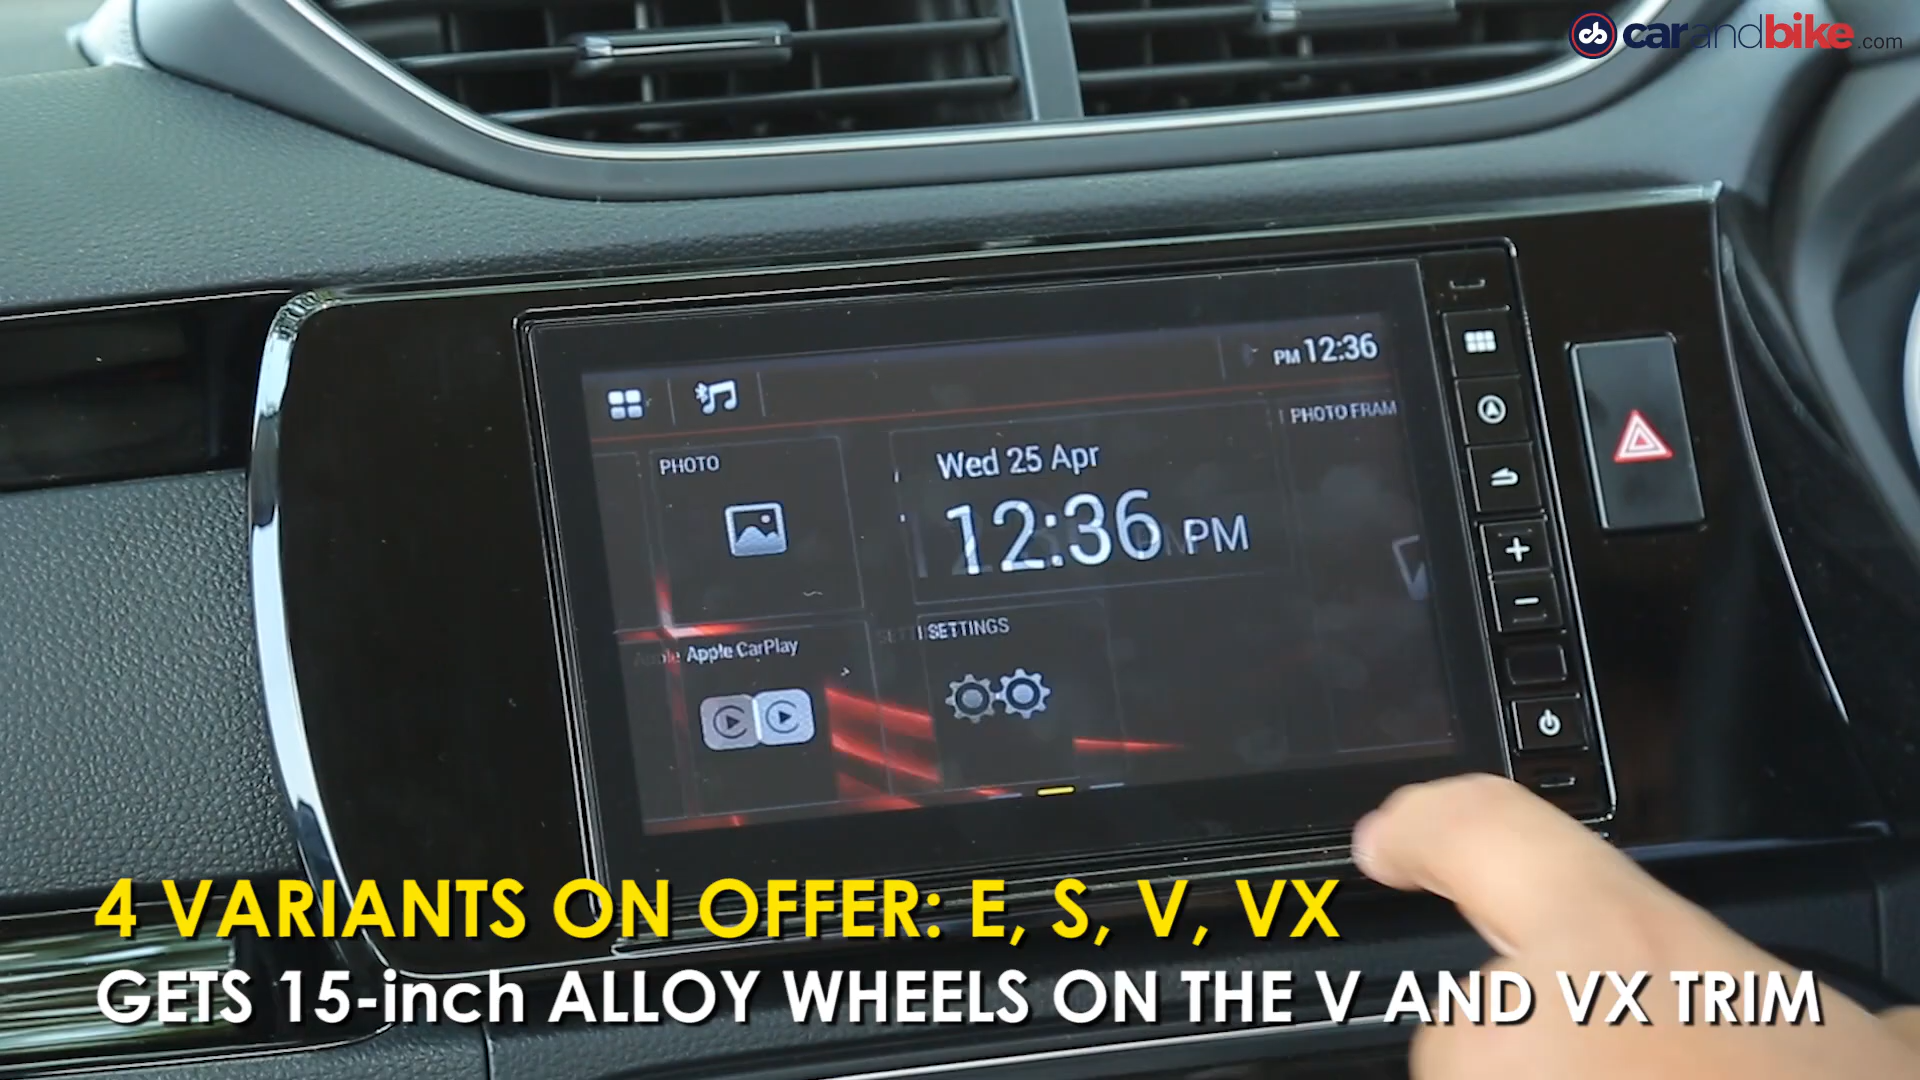 carandbike.com
PM 12:36
PHOTO
Wed 25 Apr
12:36 PM
PHOTO FRAM
Apple CarPlay
SETTINGS
4 VARIANTS ON OFFER: E, S, V, VX
GETS 15-inch ALLOY WHEELS ON THE V AND VX TRIM